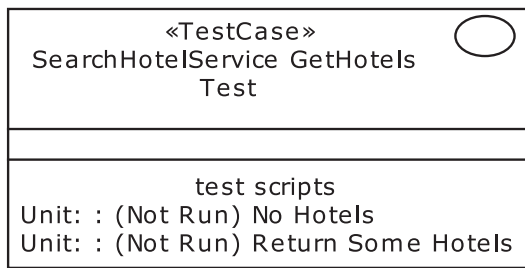 «TestCase»
SearchHotelService GetHotels
Test
test scripts
Unit: : (Not Run) No Hotels
Unit: : (Not Run) Return Some Hotels